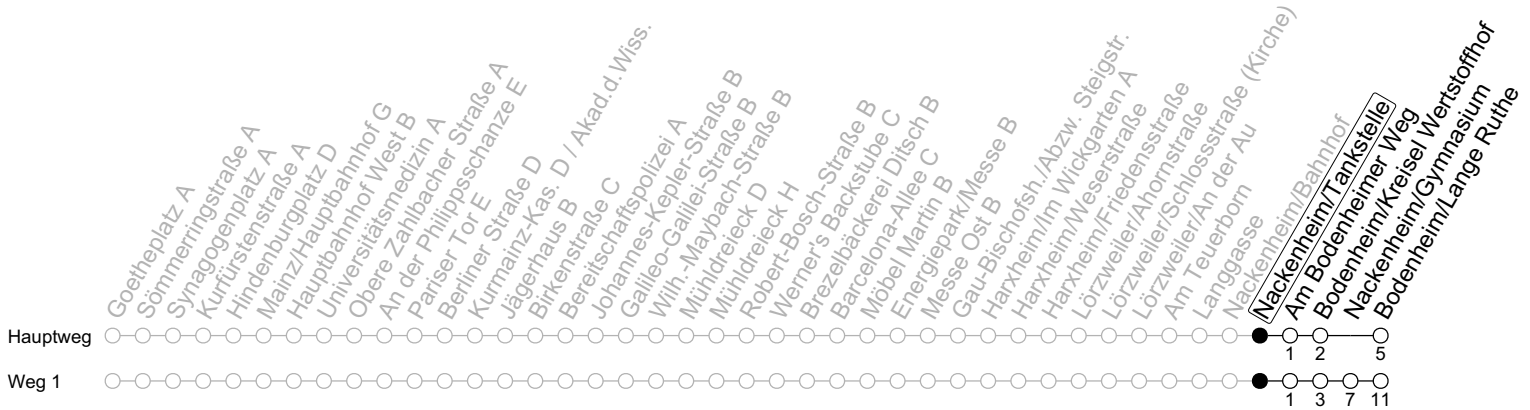 Goetheplatz A
Sömmerringstraße A
Synagogenplatz A
Kurfürstenstraße A
Hindenburgplatz D
Mainz/Hauptbahnhof G
Hauptbahnhof West B
Universitätsmedizin A
Obere Zahlbacher Straße A
An der Philippsschanze E
Pariser Tor E
Berliner Straße D
Kurmainz-Kas. D / Akad.d.Wiss.
Jägerhaus B
Birkenstraße C
Bereitschaftspolizei A
Johannes-Kepler-Straße B
Galileo-Galilei-Straße B
Wilh.-Maybach-Straße B
Mühldreieck D
Mühldreieck H
Robert-Bosch-Straße B
Werner's Backstube C
Brezelbäckerei Ditsch B
Barcelona-Allee C
Möbel Martin B
Energiepark/Messe B
Messe Ost B
Gau-Bischofsh./Abzw. Steigstr.
Harxheim/Im Wickgarten A
Harxheim/Weserstraße
Harxheim/Friedensstraße
Lörzweiler/Ahornstraße
Lörzweiler/Schlossstraße (Kirche)
Lörzweiler/An der Au
Am Teuerborn
Langgasse
Nackenheim/Bahnhof
Nackenheim/Tankstelle
Am Bodenheimer Weg
Bodenheim/Kreisel Wertstoffhof
Nackenheim/Gymnasium
Bodenheim/Lange Ruthe
Hauptweg
1 2 5
Weg 1
1 3 7 11